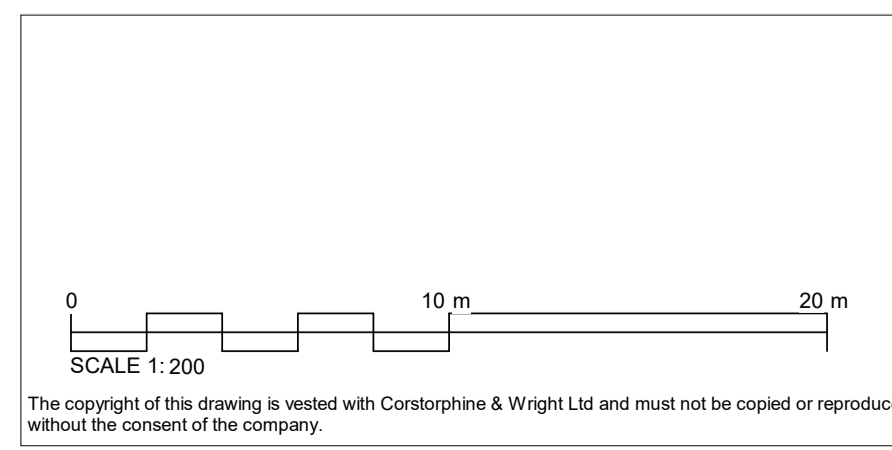 0 10 m 20 m
SCALE 1: 200
The copyright of this drawing is vested with Corstorphine & Wright Ltd and must not be copied or reproduc
without the consent of the company.